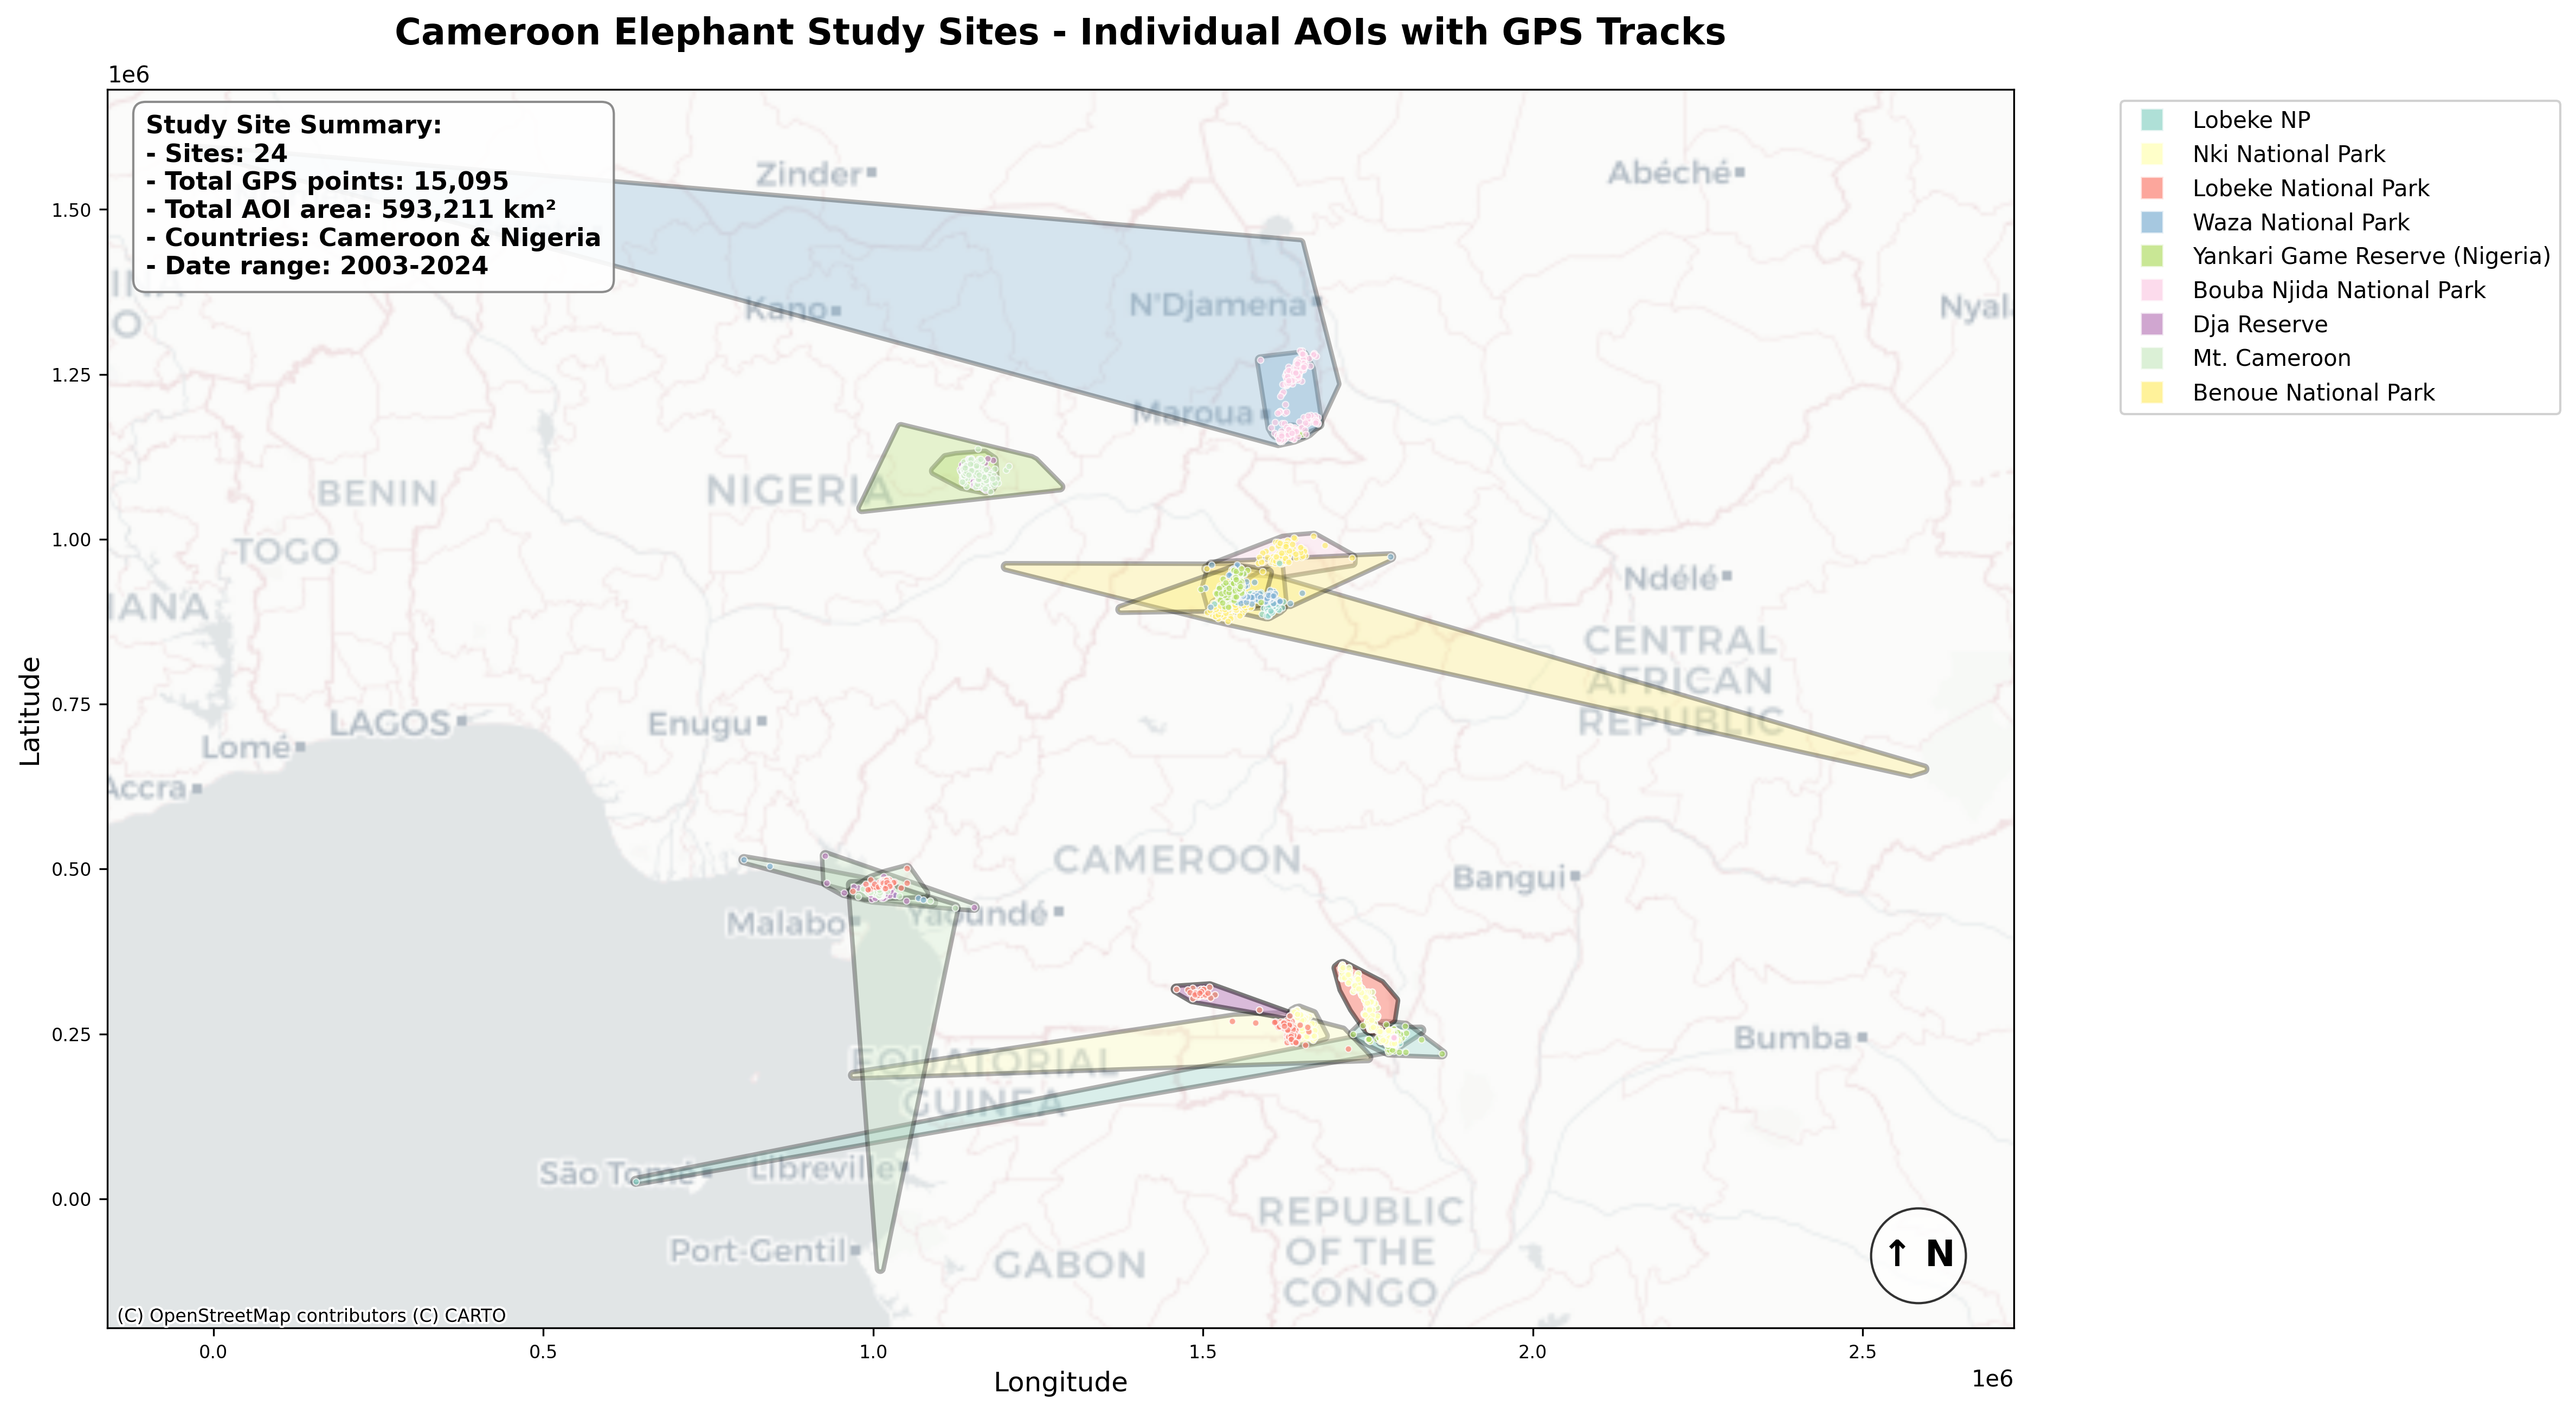 Cameroon Elephant Study Sites - Individual AOIs with GPS Tracks
1e6
Study Site Summary:
- Sites: 24
- Total GPS points: 15,095
- Total AOI area: 593,211 km²
- Countries: Cameroon & Nigeria
- Date range: 2003-2024
Lobeke NP
Nki National Park
Lobeke National Park
Waza National Park
Yankari Game Reserve (Nigeria)
Bouba Njida National Park
Dja Reserve
Mt. Cameroon
Benoue National Park
Zinder
Abéché
Kano
N'Djamena
Nyal
O
Maroua
BENIN
NIGERIA
TOGO
Ndélé
ANA
CENTRAL
AFRICAN
REPUBLIC
LAGOS
Enugu
Lomé
Accra
CAMEROON
Bangui
Malabo
Yaoundé
Bumba
EQUATORIAL
GUINEA
São Tomé
Libreville
REPUBLIC
OF THE
CONGO
Port-Gentil
GABON
↑ N
(C) OpenStreetMap contributors (C) CARTO
Latitude
1.50
1.25
1.00
0.75
0.50
0.25
0.00
0.0
0.5
1.0
1.5
2.0
2.5
Longitude
1e6